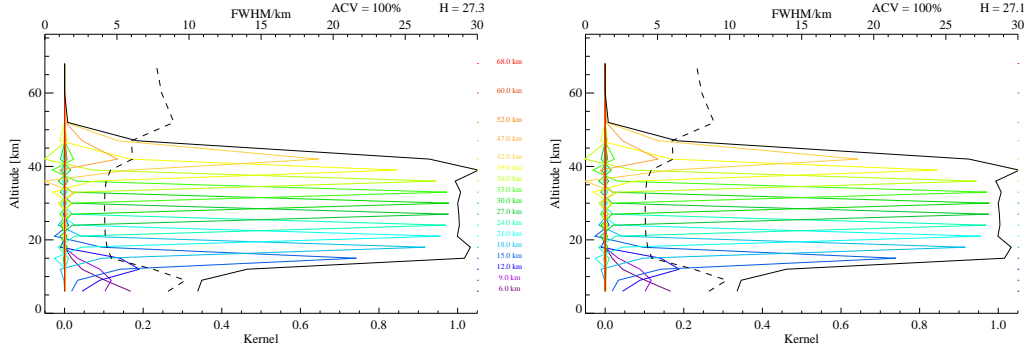 FWHM/km ACV = 100% H = 27.3
0 5 10 15 20 25 30
Altitude [km]
60
40
20
0
68.0 km
60.0 km
52.0 km
47.0 km
42.0 km
39.0 km
36.0 km
33.0 km
30.0 km
27.0 km
24.0 km
21.0 km
18.0 km
15.0 km
12.0 km
9.0 km
6.0 km
0.0 0.2 0.4 0.6 0.8 1.0
Kernel
FWHM/km ACV = 100% H = 27.1
0 5 10 15 20 25 30
Altitude [km]
60
40
20
0
0.0 0.2 0.4 0.6 0.8 1.0
Kernel